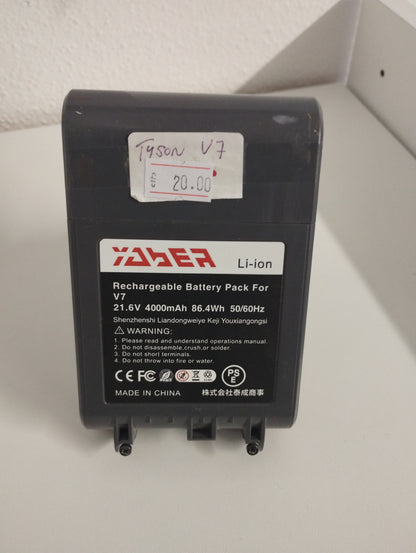 Tyson V7
£ 20.00
YABER Li-ion
Rechargeable Battery Pack For
V7
21.6V 4000mAh 86.4Wh 50/60Hz
Shenzhenshi Liandongweiye Keji Youxiangongsi
⚠ WARNING:
1. Please read and understand operations manual.
2. Do not disassemble,crush,or solder.
3. Do not short terminals.
4. Do not throw into fire or water.
CE FC PSE
MADE IN CHINA 株式会社泰成商事